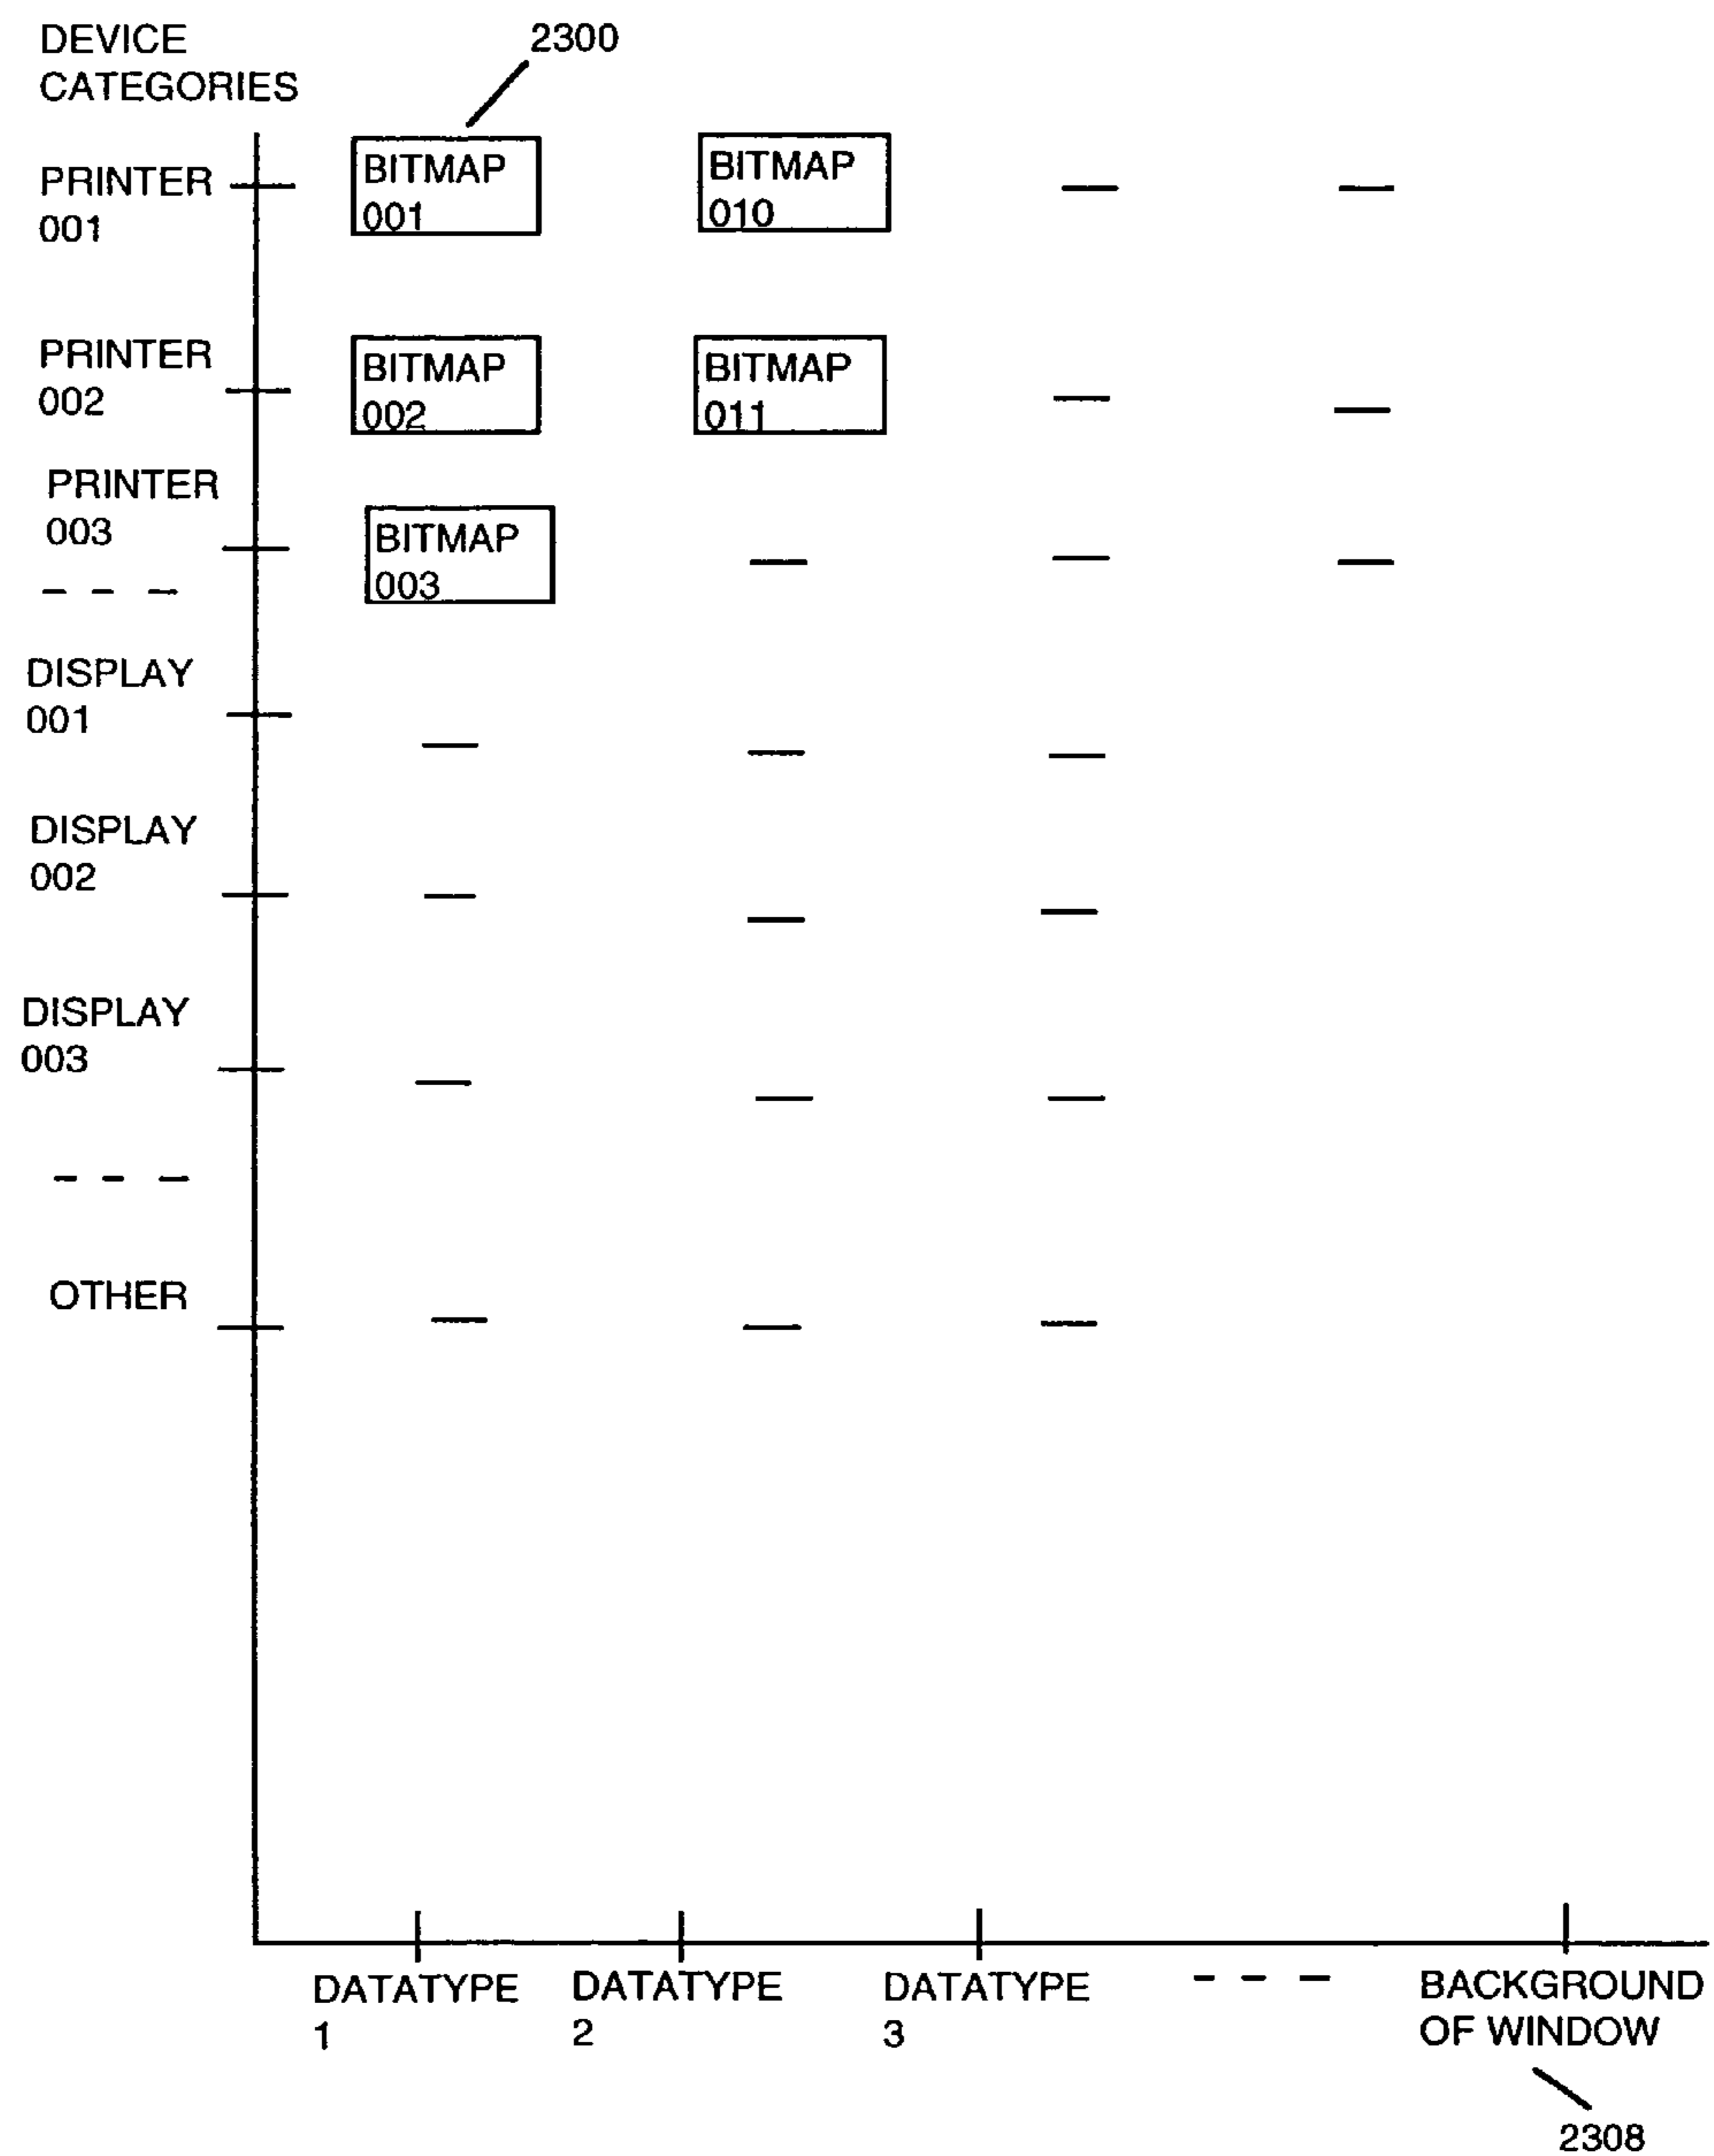 DEVICE
CATEGORIES
2300
PRINTER
001
BITMAP
001
BITMAP
010
PRINTER
002
BITMAP
002
BITMAP
011
PRINTER
003
BITMAP
003
DISPLAY
001
DISPLAY
002
DISPLAY
003
OTHER
DATATYPE
1
DATATYPE
2
DATATYPE
3
BACKGROUND
OF WINDOW
2308